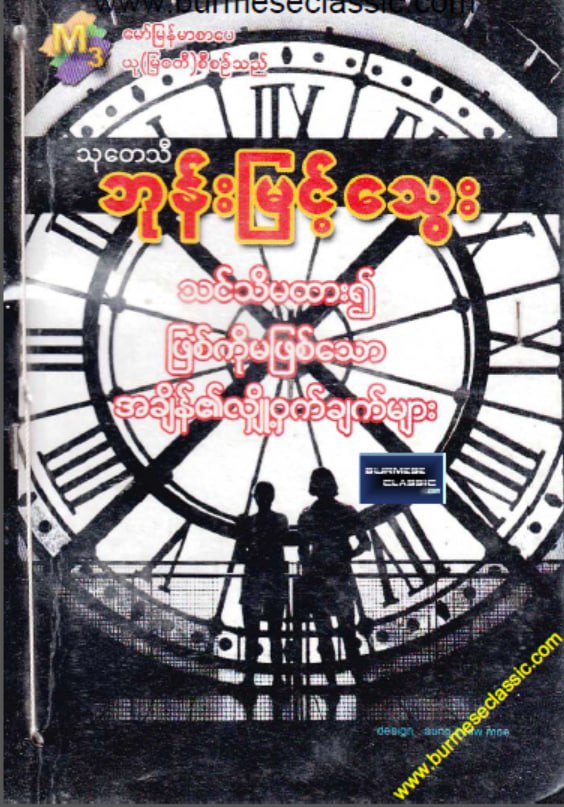 www.burmeseclassic.com
M3
မော်မြန်မာစာပေ
ယု(မြဝတီ)စီစဉ်သည်
သုတေသီ
ဘုန်းမြင့်သွေး
သင်သိမထား၍
ဖြစ်ကိုမဖြစ်သော
အချိန်၏လျှို့ဝှက်ချက်များ
BURMESE
CLASSIC
.com
design
www.burmeseclassic.com